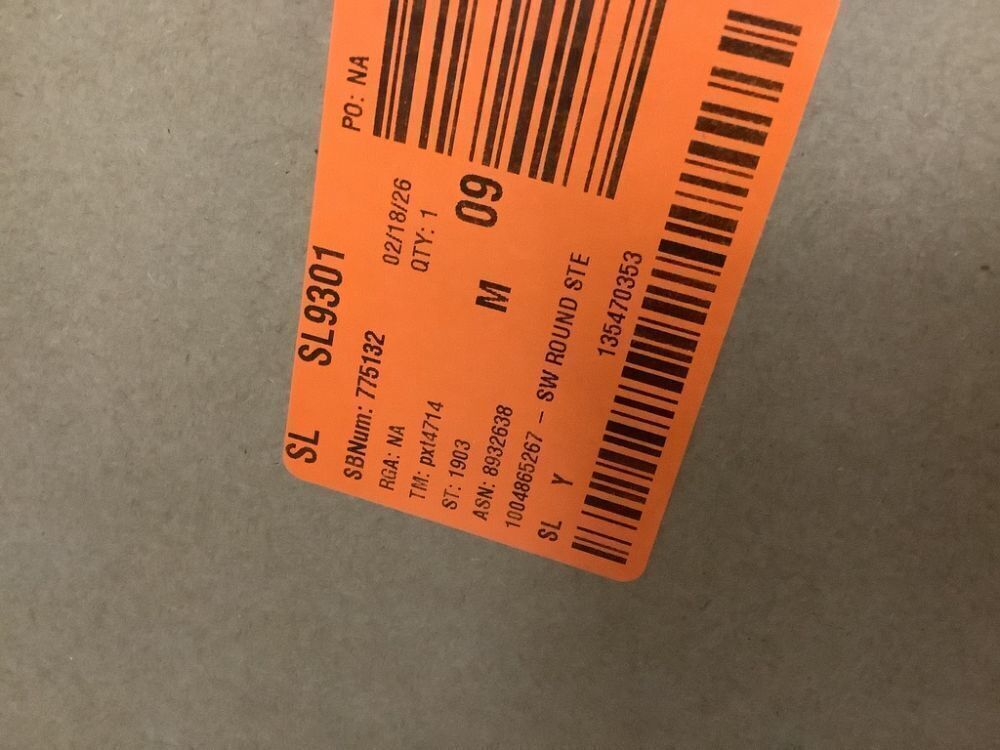 SL SL9301
SBNum: 775132 PO: NA
RGA: NA
TM: pxt4714 02/18/26
ST: 1903 QTY: 1
ASN: 8932638 M 09
1004865267 – SW ROUND STE
SL Y 135470353